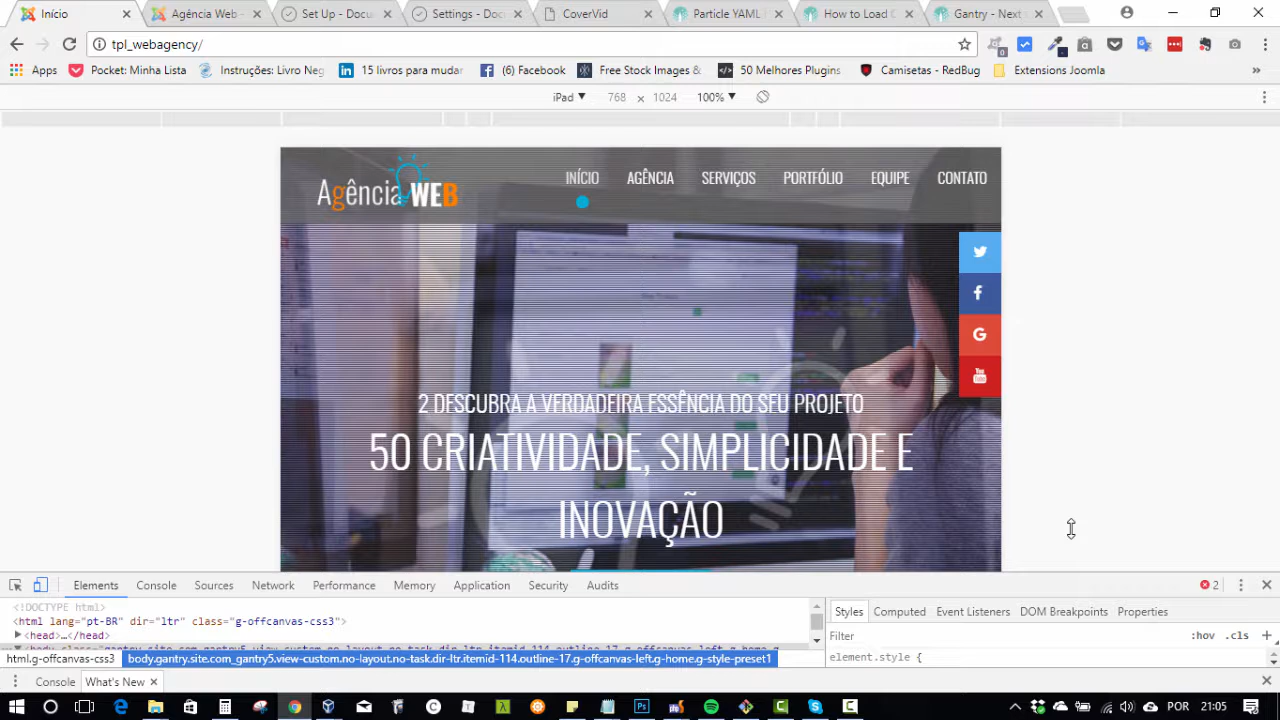 Início
Agência Web -
Set Up - Docu
Settings - Doc
CoverVid
Particle YAML
How to Load C
Gantry - Next
tpl_webagency/
Apps
Pocket: Minha Lista
Instruções: Livro Neg
15 livros para mudar
(6) Facebook
Free Stock Images &
50 Melhores Plugins
Camisetas - RedBug
Extensions Joomla
»
iPad ▼ 768 x 1024 100% ▼
Agência WEB
INÍCIO
AGÊNCIA
SERVIÇOS
PORTFÓLIO
EQUIPE
CONTATO
You Tube
2 DESCUBRA A VERDADEIRA ESSÊNCIA DO SEU PROJETO
50 CRIATIVIDADE, SIMPLICIDADE E
INOVAÇÃO
Elements Console Sources Network Performance Memory Application Security Audits
2
<!DOCTYPE html>
<html lang="pt-BR" dir="ltr" class="g-offcanvas-css3">
▶<head>…</head>
html.g-offcanvas-css3 body.gantry.site.com_gantry5.view-custom.no-layout.no-task.dir-ltr.itemid-114.outline-17.g-offcanvas-left.g-home.g-style-preset1
Styles Computed Event Listeners DOM Breakpoints Properties
Filter :hov .cls +
element.style {
Console What's New
POR 21:05